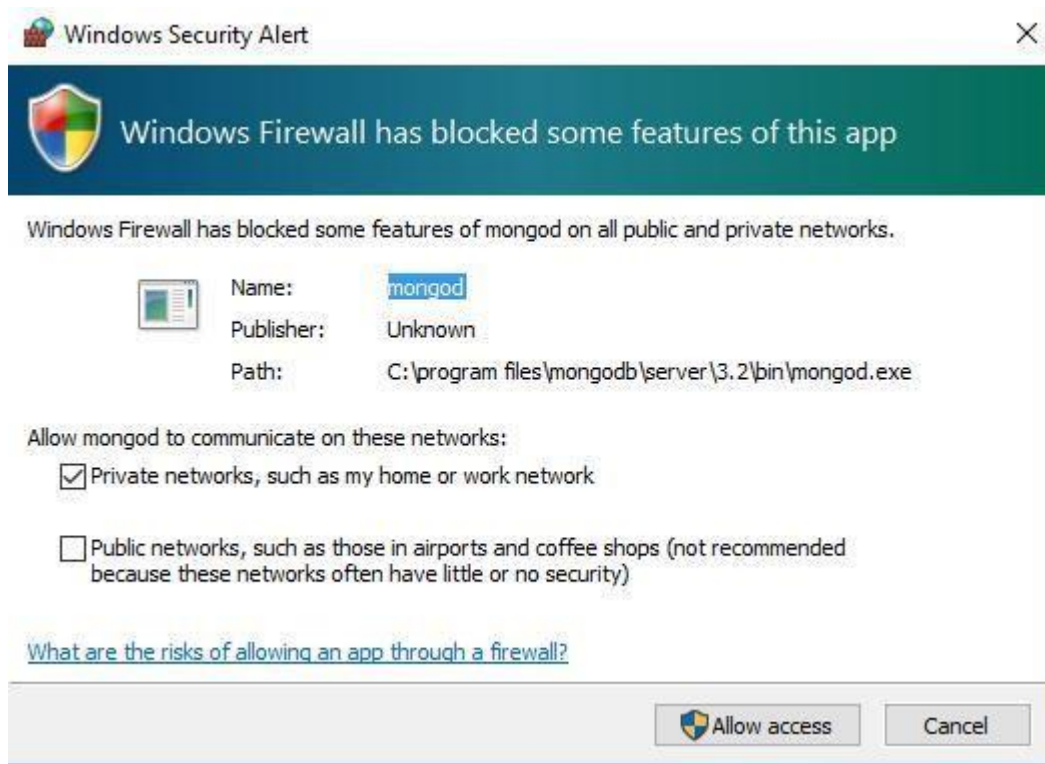 Windows Security Alert
Windows Firewall has blocked some features of this app
Windows Firewall has blocked some features of mongod on all public and private networks.
Name: mongod
Publisher: Unknown
Path: C:\program files\mongodb\server\3.2\bin\mongod.exe
Allow mongod to communicate on these networks:
Private networks, such as my home or work network
Public networks, such as those in airports and coffee shops (not recommended
because these networks often have little or no security)
What are the risks of allowing an app through a firewall?
Allow access Cancel